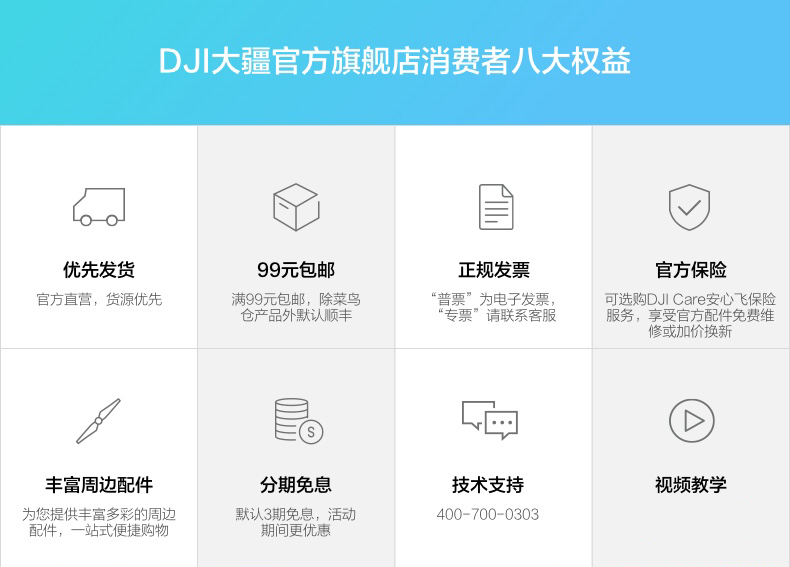 DJI大疆官方旗舰店消费者八大权益
优先发货
官方直营，货源优先
99元包邮
满99元包邮，除菜鸟
仓产品外默认顺丰
正规发票
“普票”为电子发票，
“专票”请联系客服
官方保险
可选购DJI Care安心飞保险
服务，享受官方配件免费维
修或加价换新
丰富周边配件
为您提供丰富多彩的周边
配件，一站式便捷购物
S
分期免息
默认3期免息，活动
期间更优惠
技术支持
400-700-0303
视频教学